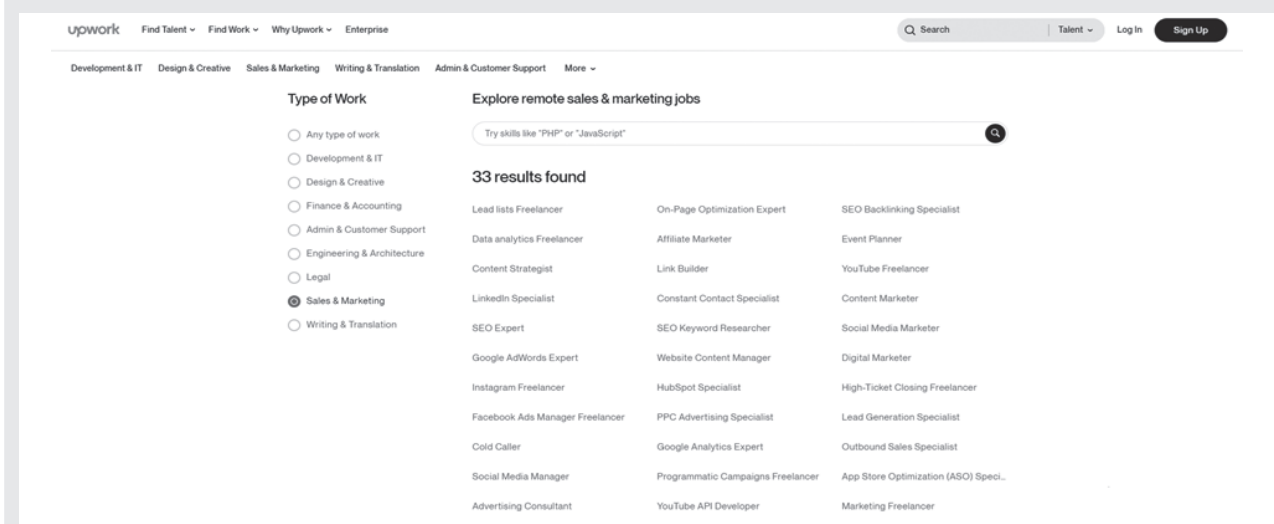 upwork Find Talent Find Work Why Upwork Enterprise Search Talent Log In Sign Up
Development & IT Design & Creative Sales & Marketing Writing & Translation Admin & Customer Support More
Type of Work
Any type of work
Development & IT
Design & Creative
Finance & Accounting
Admin & Customer Support
Engineering & Architecture
Legal
Sales & Marketing
Writing & Translation
Explore remote sales & marketing jobs
Try skills like "PHP" or "JavaScript"
33 results found
Lead lists Freelancer On-Page Optimization Expert SEO Backlinking Specialist
Data analytics Freelancer Affiliate Marketer Event Planner
Content Strategist Link Builder YouTube Freelancer
LinkedIn Specialist Constant Contact Specialist Content Marketer
SEO Expert SEO Keyword Researcher Social Media Marketer
Google AdWords Expert Website Content Manager Digital Marketer
Instagram Freelancer HubSpot Specialist High-Ticket Closing Freelancer
Facebook Ads Manager Freelancer PPC Advertising Specialist Lead Generation Specialist
Cold Caller Google Analytics Expert Outbound Sales Specialist
Social Media Manager Programmatic Campaigns Freelancer App Store Optimization (ASO) Speci...
Advertising Consultant YouTube API Developer Marketing Freelancer